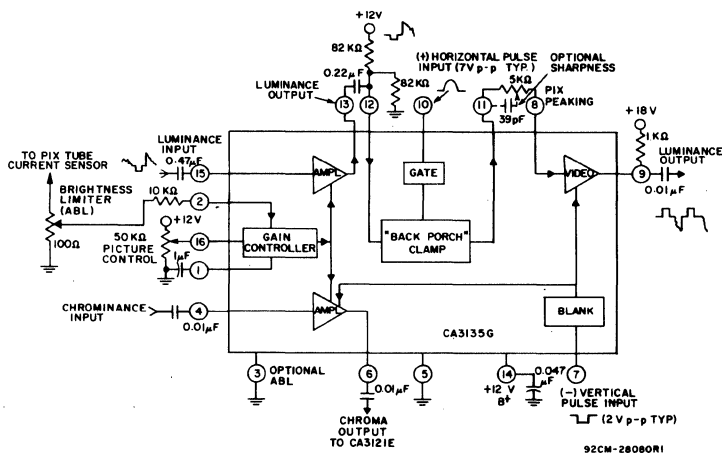 +12V
82KΩ
0.22µF
82KΩ
(+) HORIZONTAL PULSE
INPUT (7V p-p TYP.)
OPTIONAL
SHARPNESS
5KΩ
39pF
PIX
PEAKING
LUMINANCE
OUTPUT
13
12
10
11
8
+18V
1KΩ
LUMINANCE
OUTPUT
9
0.01µF
TO PIX TUBE
CURRENT SENSOR
LUMINANCE
INPUT
0.47µF
15
AMPL
GATE
VIDEO
BRIGHTNESS
LIMITER
(ABL)
10KΩ
2
100Ω
+12V
50KΩ
PICTURE
CONTROL
16
1µF
1
GAIN
CONTROLLER
"BACK PORCH"
CLAMP
CHROMINANCE
INPUT
4
0.01µF
AMPL
BLANK
CA3135G
3
OPTIONAL
ABL
6
0.01µF
CHROMA
OUTPUT
TO CA3121E
5
14
+12 V
B+
0.047
µF
7
(−) VERTICAL
PULSE INPUT
(2V p-p TYP)
92CM-28080R1